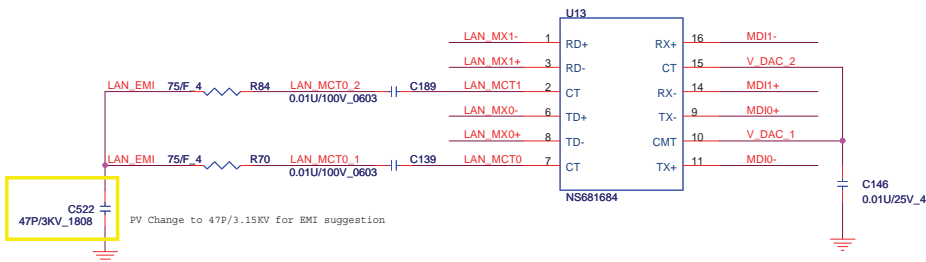 U13
LAN_MX1- 1 RD+ RX+ 16 MDI1-
LAN_MX1+ 3 RD- CT 15 V_DAC_2
LAN_EMI 75/F_4 R84 LAN_MCT0_2 0.01U/100V_0603 C189 LAN_MCT1 2 CT RX- 14 MDI1+
LAN_MX0- 6 TD+ TX- 9 MDI0+
LAN_MX0+ 8 TD- CMT 10 V_DAC_1
LAN_EMI 75/F_4 R70 LAN_MCT0_1 0.01U/100V_0603 C139 LAN_MCT0 7 CT TX+ 11 MDI0-
NS681684
C146
0.01U/25V_4
C522
47P/3KV_1808
PV Change to 47P/3.15KV for EMI suggestion